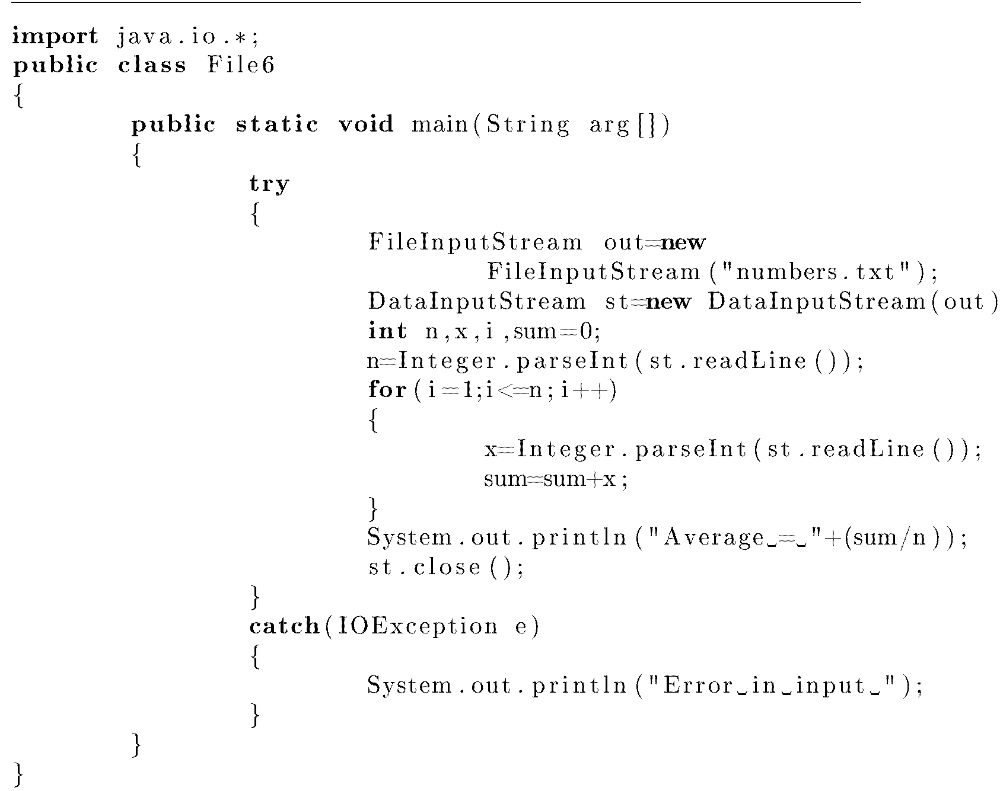 import java.io.*;
public class File6
{
public static void main(String arg[])
{
try
{
FileInputStream out=new
FileInputStream("numbers.txt");
DataInputStream st=new DataInputStream(out)
int n,x,i,sum=0;
n=Integer.parseInt(st.readLine());
for(i=1;i<=n;i++)
{
x=Integer.parseInt(st.readLine());
sum=sum+x;
}
System.out.println("Average␣=␣"+(sum/n));
st.close();
}
catch(IOException e)
{
System.out.println("Error␣in␣input␣");
}
}
}